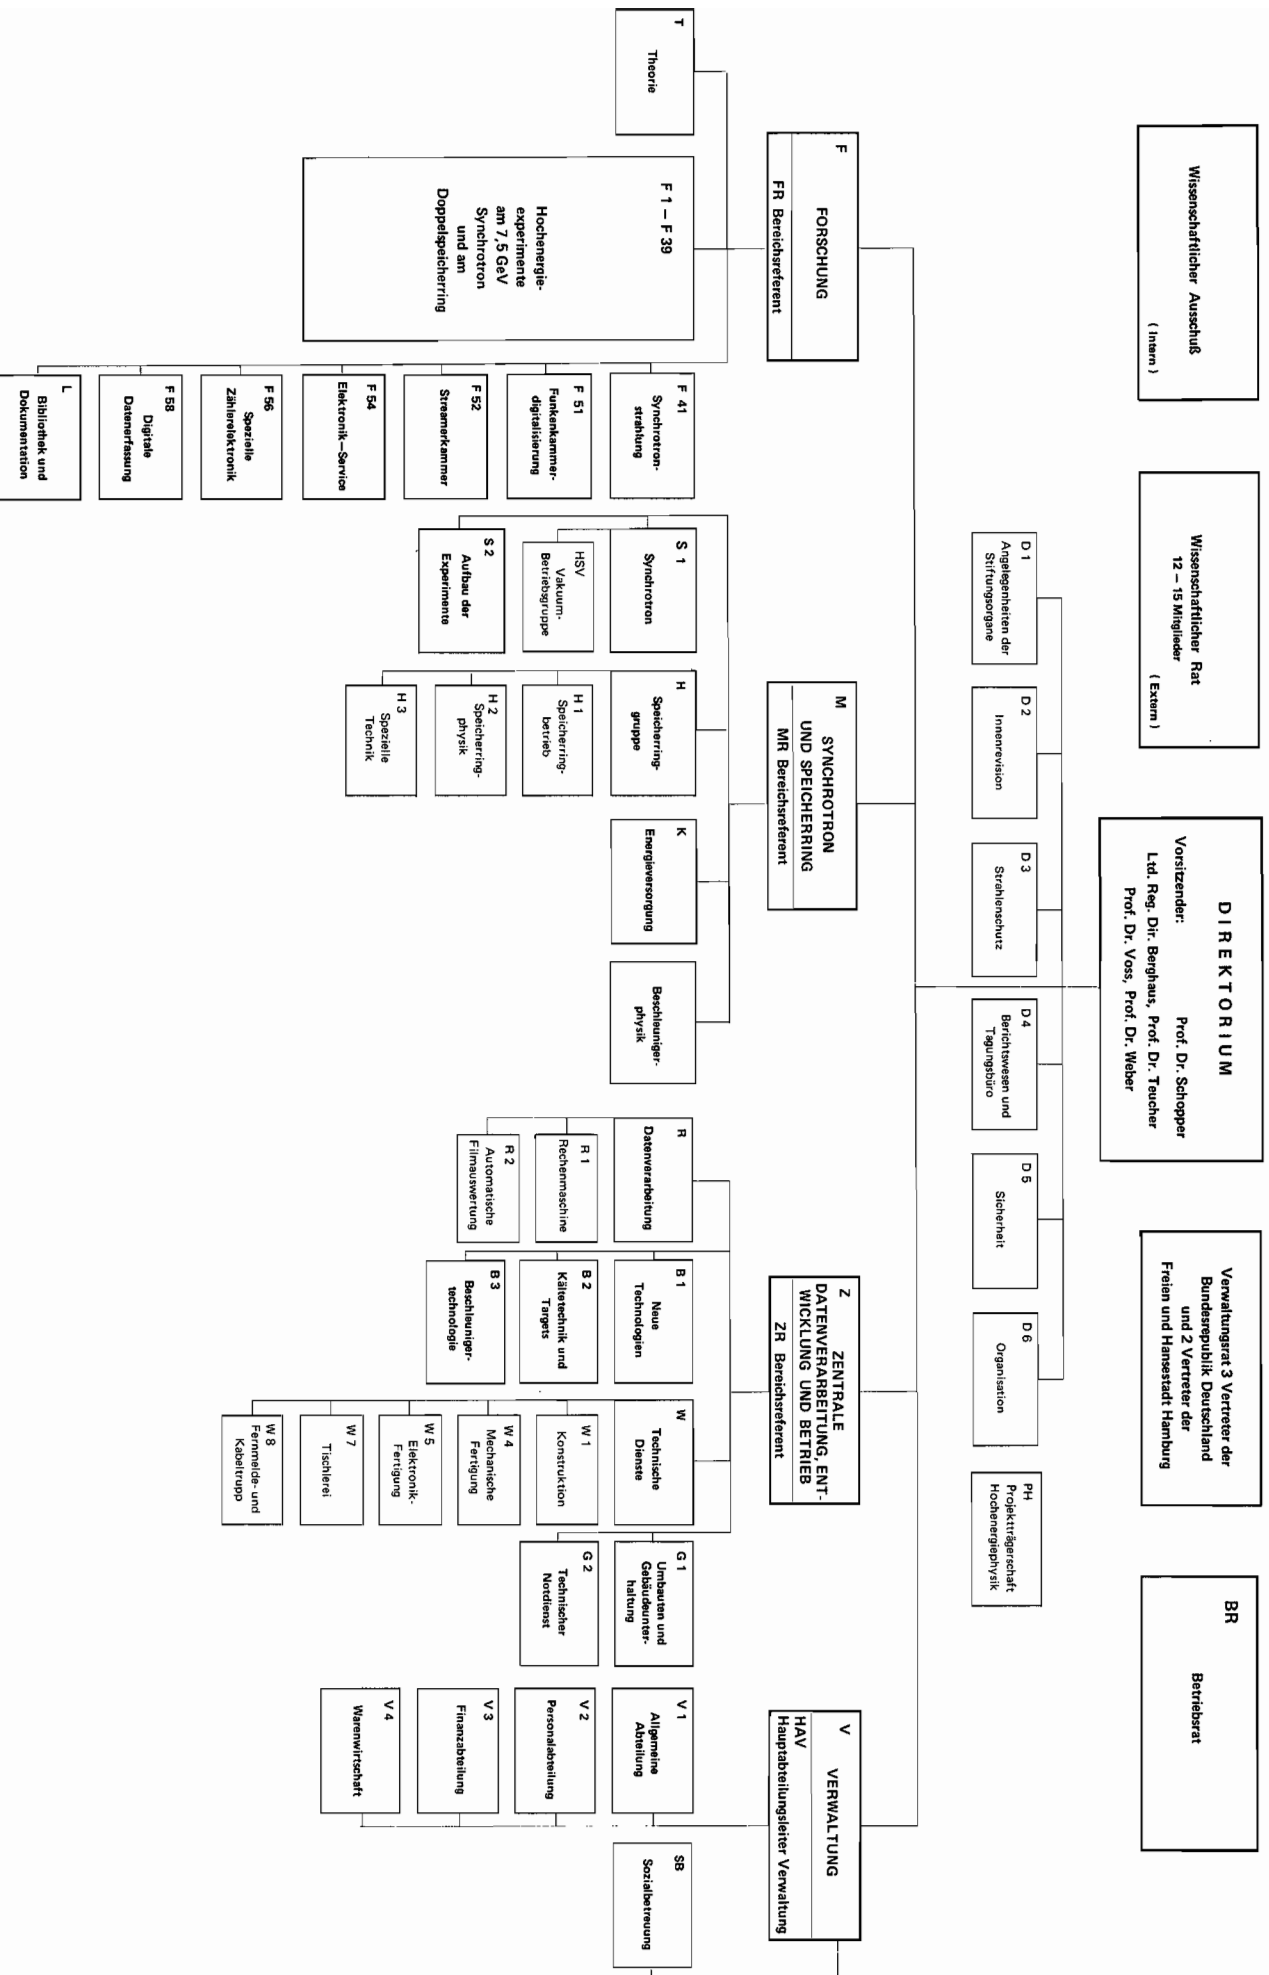 Wissenschaftlicher Ausschuß
( Intern )
Wissenschaftlicher Rat
12 – 15 Mitglieder
( Extern )
DIREKTORIUM
Vorsitzender: Prof. Dr. Schopper
Ltd. Reg. Dir. Berghaus, Prof. Dr. Teucher
Prof. Dr. Voss, Prof. Dr. Weber
Verwaltungsrat 3 Vertreter der
Bundesrepublik Deutschland
und 2 Vertreter der
Freien und Hansestadt Hamburg
BR
Betriebsrat
D 1
Angelegenheiten der
Stiftungsorgane
D 2
Innenrevision
D 3
Strahlenschutz
D 4
Berichtswesen und
Tagungsbüro
D 5
Sicherheit
D 6
Organisation
PH
Projektträgerschaft
Hochenergiephysik
F
FORSCHUNG
FR Bereichsreferent
M
SYNCHROTRON
UND SPEICHERRING
MR Bereichsreferent
Z
ZENTRALE
DATENVERARBEITUNG, ENT-
WICKLUNG UND BETRIEB
ZR Bereichsreferent
V
VERWALTUNG
HAV
Hauptabteilungsleiter Verwaltung
T
Theorie
F 1 – F 39
Hochenergie-
experimente
am 7,5 GeV
Synchrotron
und am
Doppelspeicherring
F 41
Synchrotron-
strahlung
F 51
Funkenkammer-
digitalisierung
F 52
Streamerkammer
F 54
Elektronik–Service
F 56
Spezielle
Zählerelektronik
F 58
Digitale
Datenerfassung
L
Bibliothek und
Dokumentation
S 1
Synchrotron
HSV
Vakuum-
Betriebsgruppe
S 2
Aufbau der
Experimente
H
Speicherring-
gruppe
H 1
Speicherring-
betrieb
H 2
Speicherring-
physik
H 3
Spezielle
Technik
K
Energieversorgung
Beschleuniger-
physik
R
Datenverarbeitung
R 1
Rechenmaschine
R 2
Automatische
Filmauswertung
B 1
Neue
Technologien
B 2
Kältetechnik und
Targets
B 3
Beschleuniger-
technologie
W
Technische
Dienste
W 1
Konstruktion
W 4
Mechanische
Fertigung
W 5
Elektronik-
Fertigung
W 7
Tischlerei
W 8
Fernmelde- und
Kabeltrupp
G 1
Umbauten und
Gebäudeunter-
haltung
G 2
Technischer
Notdienst
V 1
Allgemeine
Abteilung
V 2
Personalabteilung
V 3
Finanzabteilung
V 4
Warenwirtschaft
SB
Sozialbetreuung